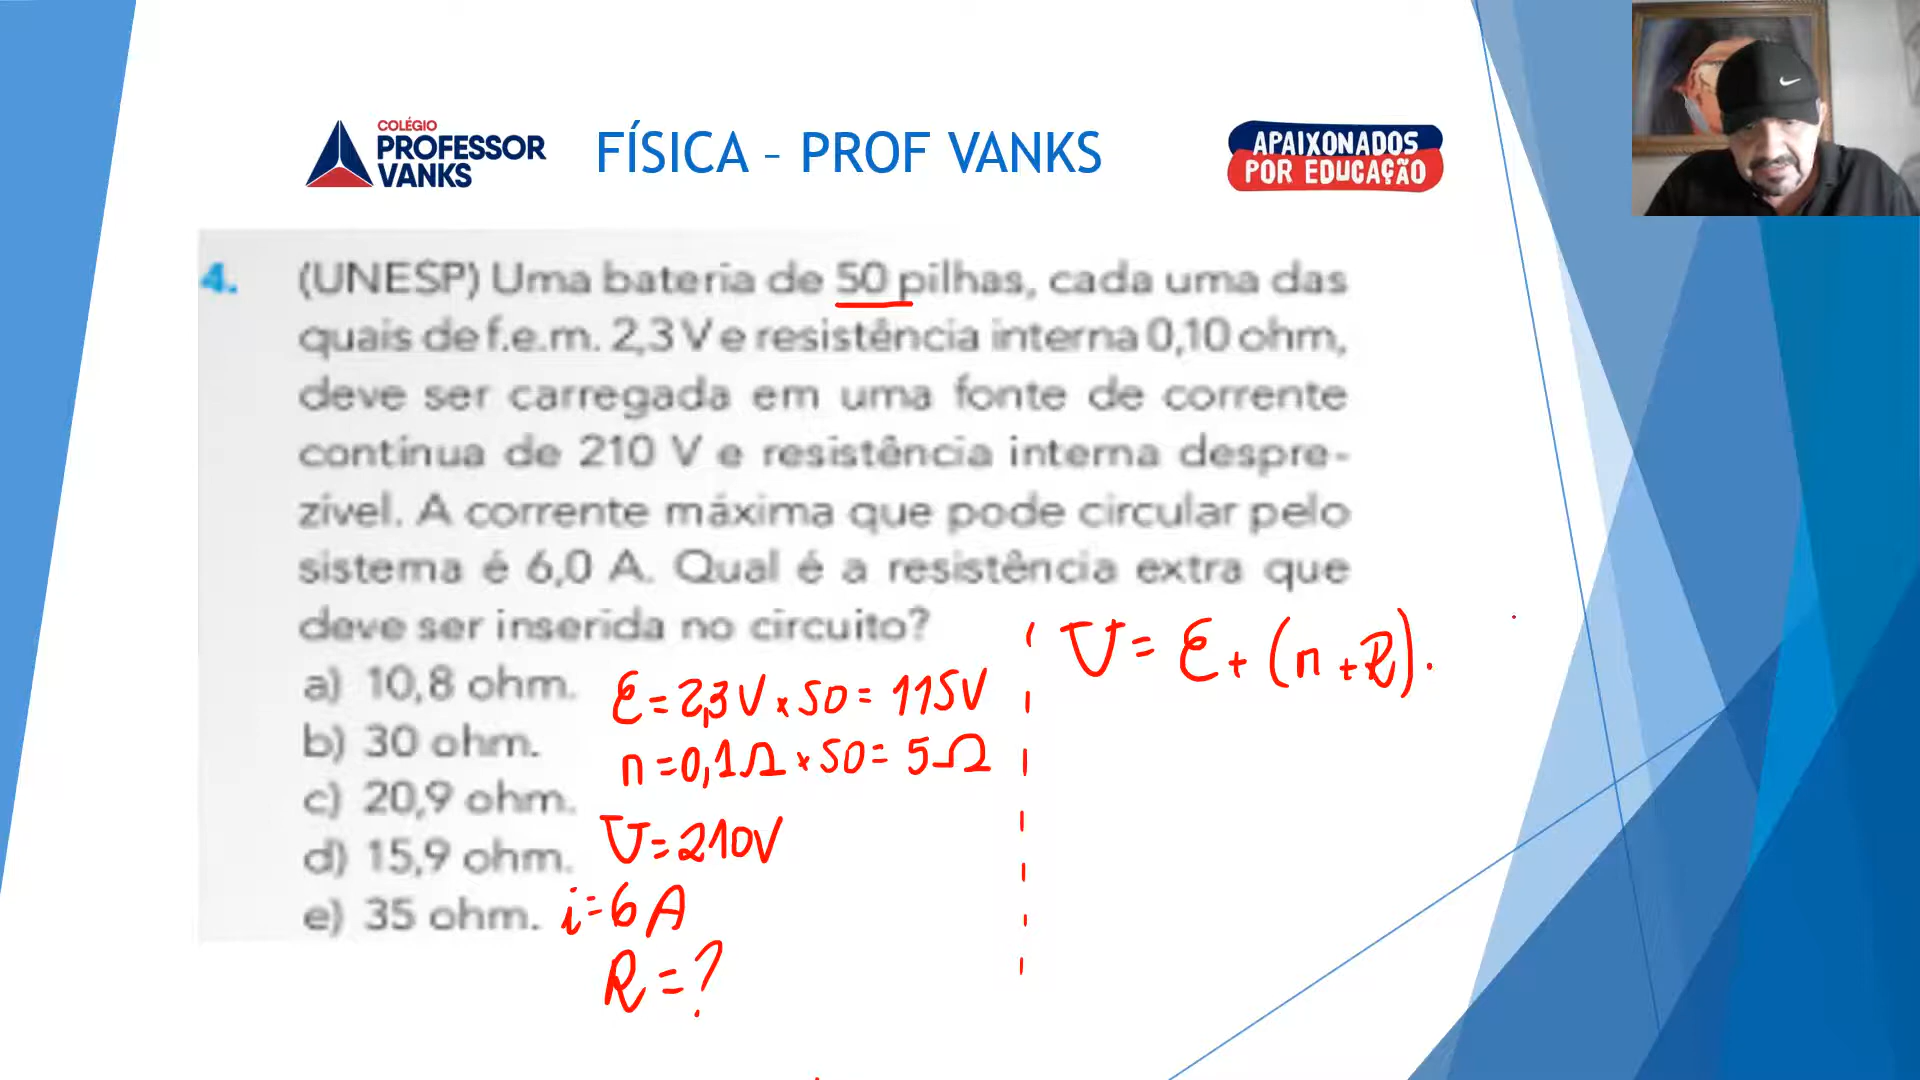 COLÉGIO
PROFESSOR
VANKS
FÍSICA – PROF VANKS
APAIXONADOS
POR EDUCAÇÃO
4. (UNESP) Uma bateria de 50 pilhas, cada uma das
quais de f.e.m. 2,3 V e resistência interna 0,10 ohm,
deve ser carregada em uma fonte de corrente
contínua de 210 V e resistência interna despre-
zível. A corrente máxima que pode circular pelo
sistema é 6,0 A. Qual é a resistência extra que
deve ser inserida no circuito?
a) 10,8 ohm.
b) 30 ohm.
c) 20,9 ohm.
d) 15,9 ohm.
e) 35 ohm.
Ɛ = 2,3 V × 50 = 115V
r = 0,1Ω × 50 = 5Ω
U = 210V
i = 6 A
R = ?
U = Ɛ + (r + R).